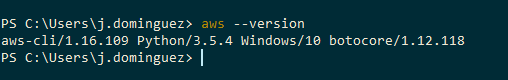 PS C:\Users\j.dominguez> aws --version
aws-cli/1.16.109 Python/3.5.4 Windows/10 botocore/1.12.118
PS C:\Users\j.dominguez>